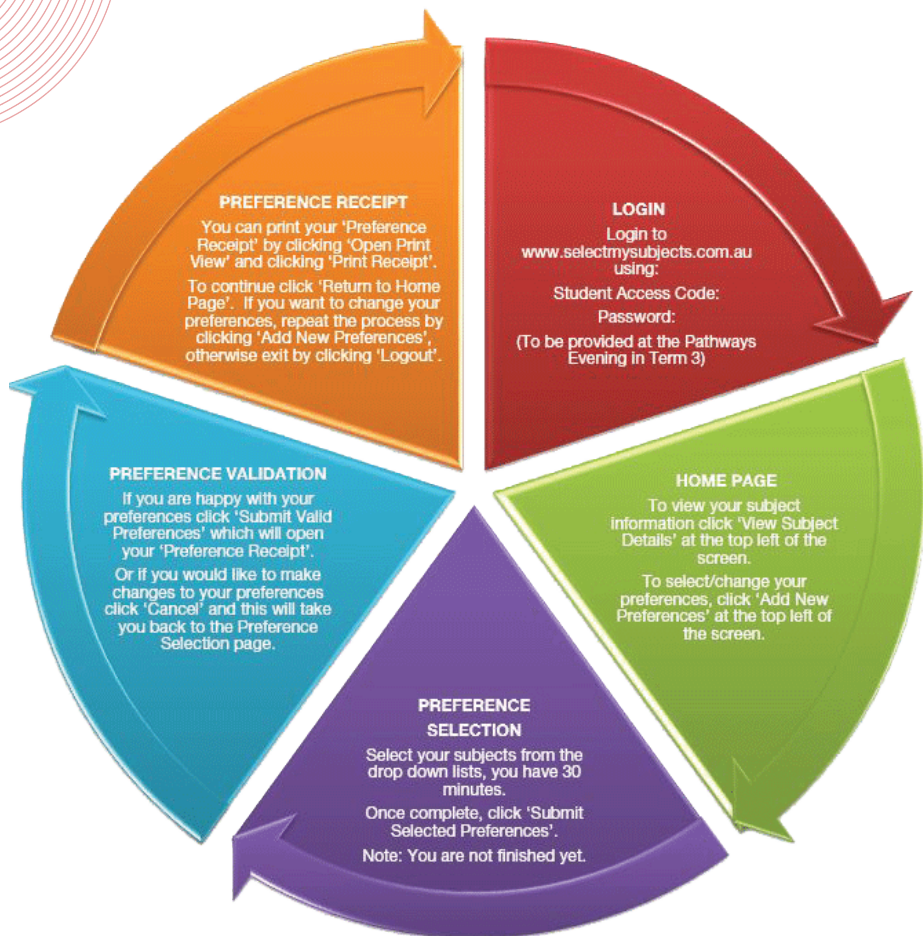 LOGIN
Login to
www.selectmysubjects.com.au
using:
Student Access Code:
Password:
(To be provided at the Pathways
Evening in Term 3)
HOME PAGE
To view your subject
information click 'View Subject
Details' at the top left of the
screen.
To select/change your
preferences, click 'Add New
Preferences' at the top left of
the screen.
PREFERENCE
SELECTION
Select your subjects from the
drop down lists, you have 30
minutes.
Once complete, click 'Submit
Selected Preferences'.
Note: You are not finished yet.
PREFERENCE VALIDATION
If you are happy with your
preferences click 'Submit Valid
Preferences' which will open
your 'Preference Receipt'.
Or if you would like to make
changes to your preferences
click 'Cancel' and this will take
you back to the Preference
Selection page.
PREFERENCE RECEIPT
You can print your 'Preference
Receipt' by clicking 'Open Print
View' and clicking 'Print Receipt'.
To continue click 'Return to Home
Page'.  If you want to change your
preferences, repeat the process by
clicking 'Add New Preferences',
otherwise exit by clicking 'Logout'.